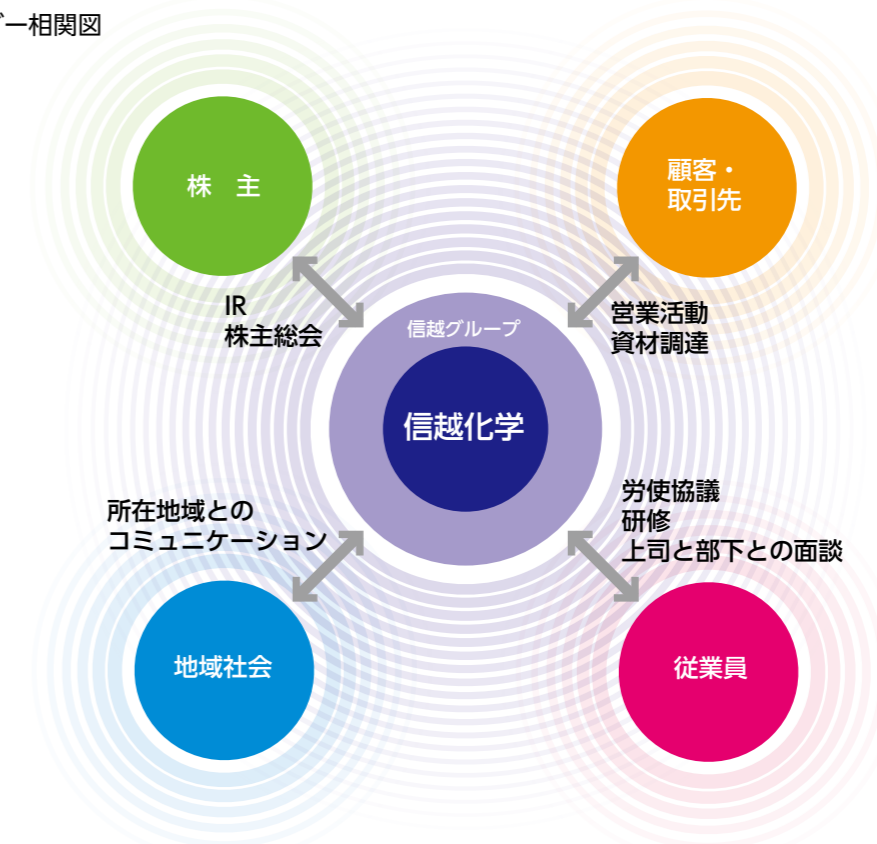 ー相関図
株 主
顧客・
取引先
IR
株主総会
営業活動
資材調達
信越グループ
信越化学
所在地域との
コミュニケーション
労使協議
研修
上司と部下との面談
地域社会
従業員